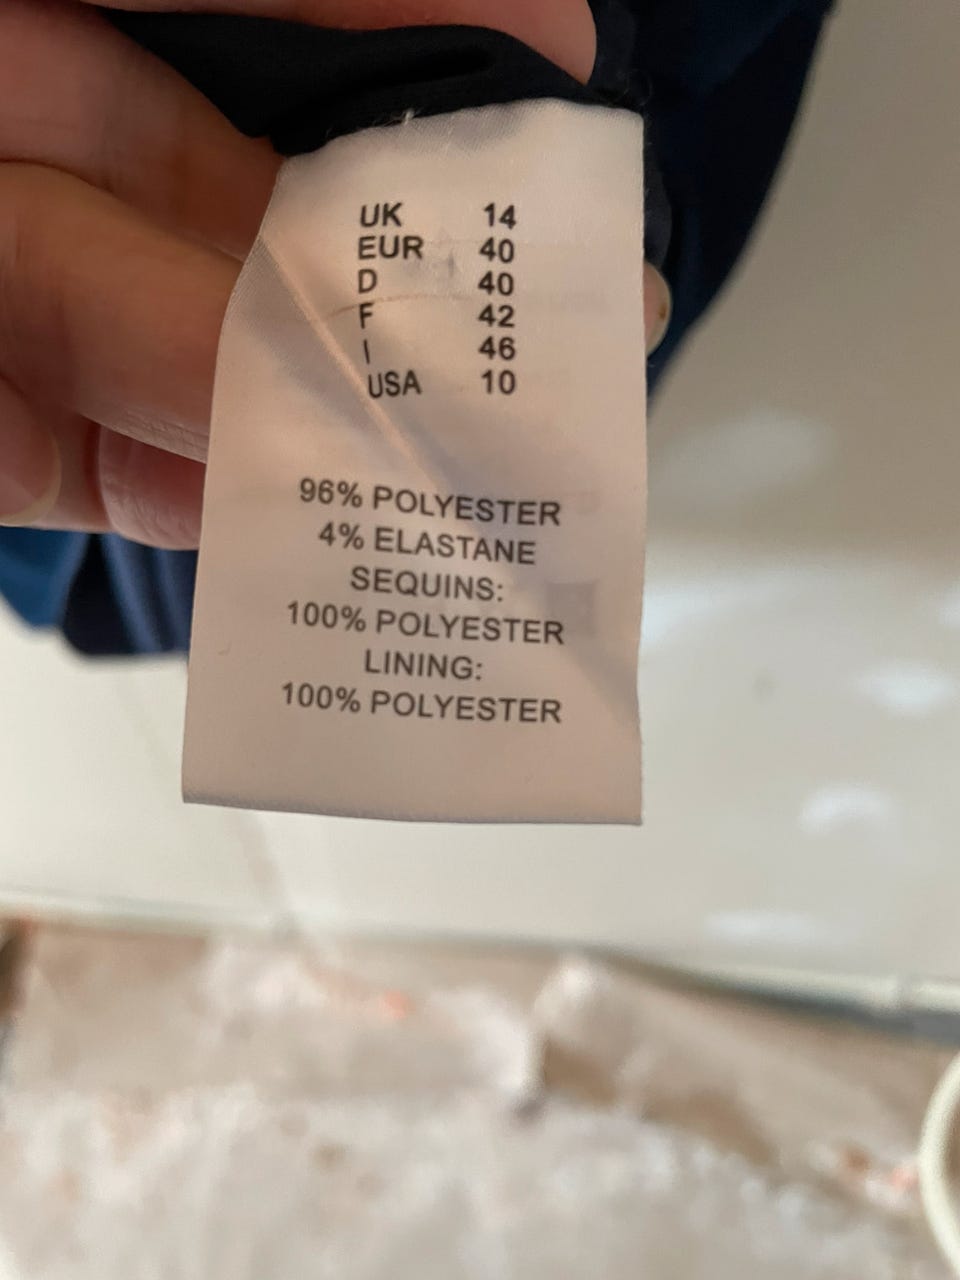 UK 14
EUR 40
D 40
F 42
I 46
USA 10
96% POLYESTER
4% ELASTANE
SEQUINS:
100% POLYESTER
LINING:
100% POLYESTER